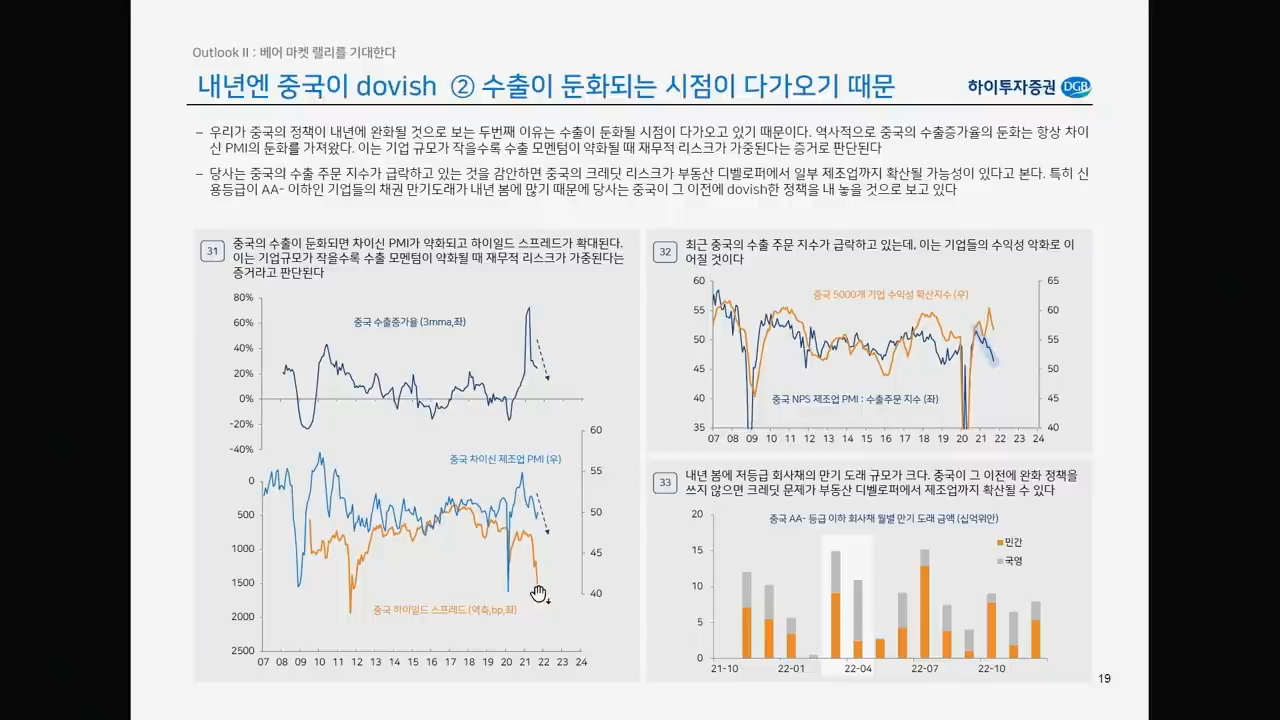 Outlook II : 베어 마켓 랠리를 기대한다
내년엔 중국이 dovish ② 수출이 둔화되는 시점이 다가오기 때문
하이투자증권 DGB
– 우리가 중국의 정책이 내년에 완화될 것으로 보는 두번째 이유는 수출이 둔화될 시점이 다가오고 있기 때문이다. 역사적으로 중국의 수출증가율의 둔화는 항상 차이
신 PMI의 둔화를 가져왔다. 이는 기업 규모가 작을수록 수출 모멘텀이 약화될 때 재무적 리스크가 가중된다는 증거로 판단된다
– 당사는 중국의 수출 주문 지수가 급락하고 있는 것을 감안하면 중국의 크레딧 리스크가 부동산 디벨로퍼에서 일부 제조업까지 확산될 가능성이 있다고 본다. 특히 신
용등급이 AA- 이하인 기업들의 채권 만기도래가 내년 봄에 많기 때문에 당사는 중국이 그 이전에 dovish한 정책을 내 놓을 것으로 보고 있다
31
중국의 수출이 둔화되면 차이신 PMI가 약화되고 하이일드 스프레드가 확대된다.
이는 기업규모가 작을수록 수출 모멘텀이 약화될 때 재무적 리스크가 가중된다는
증거라고 판단된다
80%
60%
40%
20%
0%
-20%
-40%
중국 수출증가율 (3mma,좌)
중국 차이신 제조업 PMI (우)
60
55
50
45
40
0
500
1000
1500
2000
2500
중국 하이일드 스프레드 (역축,bp,좌)
07 08 09 10 11 12 13 14 15 16 17 18 19 20 21 22 23 24
32
최근 중국의 수출 주문 지수가 급락하고 있는데, 이는 기업들의 수익성 악화로 이
어질 것이다
60
55
50
45
40
35
중국 5000개 기업 수익성 확산지수 (우)
중국 NPS 제조업 PMI : 수출주문 지수 (좌)
65
60
55
50
45
40
07 08 09 10 11 12 13 14 15 16 17 18 19 20 21 22 23 24
33
내년 봄에 저등급 회사채의 만기 도래 규모가 크다. 중국이 그 이전에 완화 정책을
쓰지 않으면 크레딧 문제가 부동산 디벨로퍼에서 제조업까지 확산될 수 있다
중국 AA- 등급 이하 회사채 월별 만기 도래 금액 (십억위안)
민간
국영
20
15
10
5
0
21-10 22-01 22-04 22-07 22-10
19